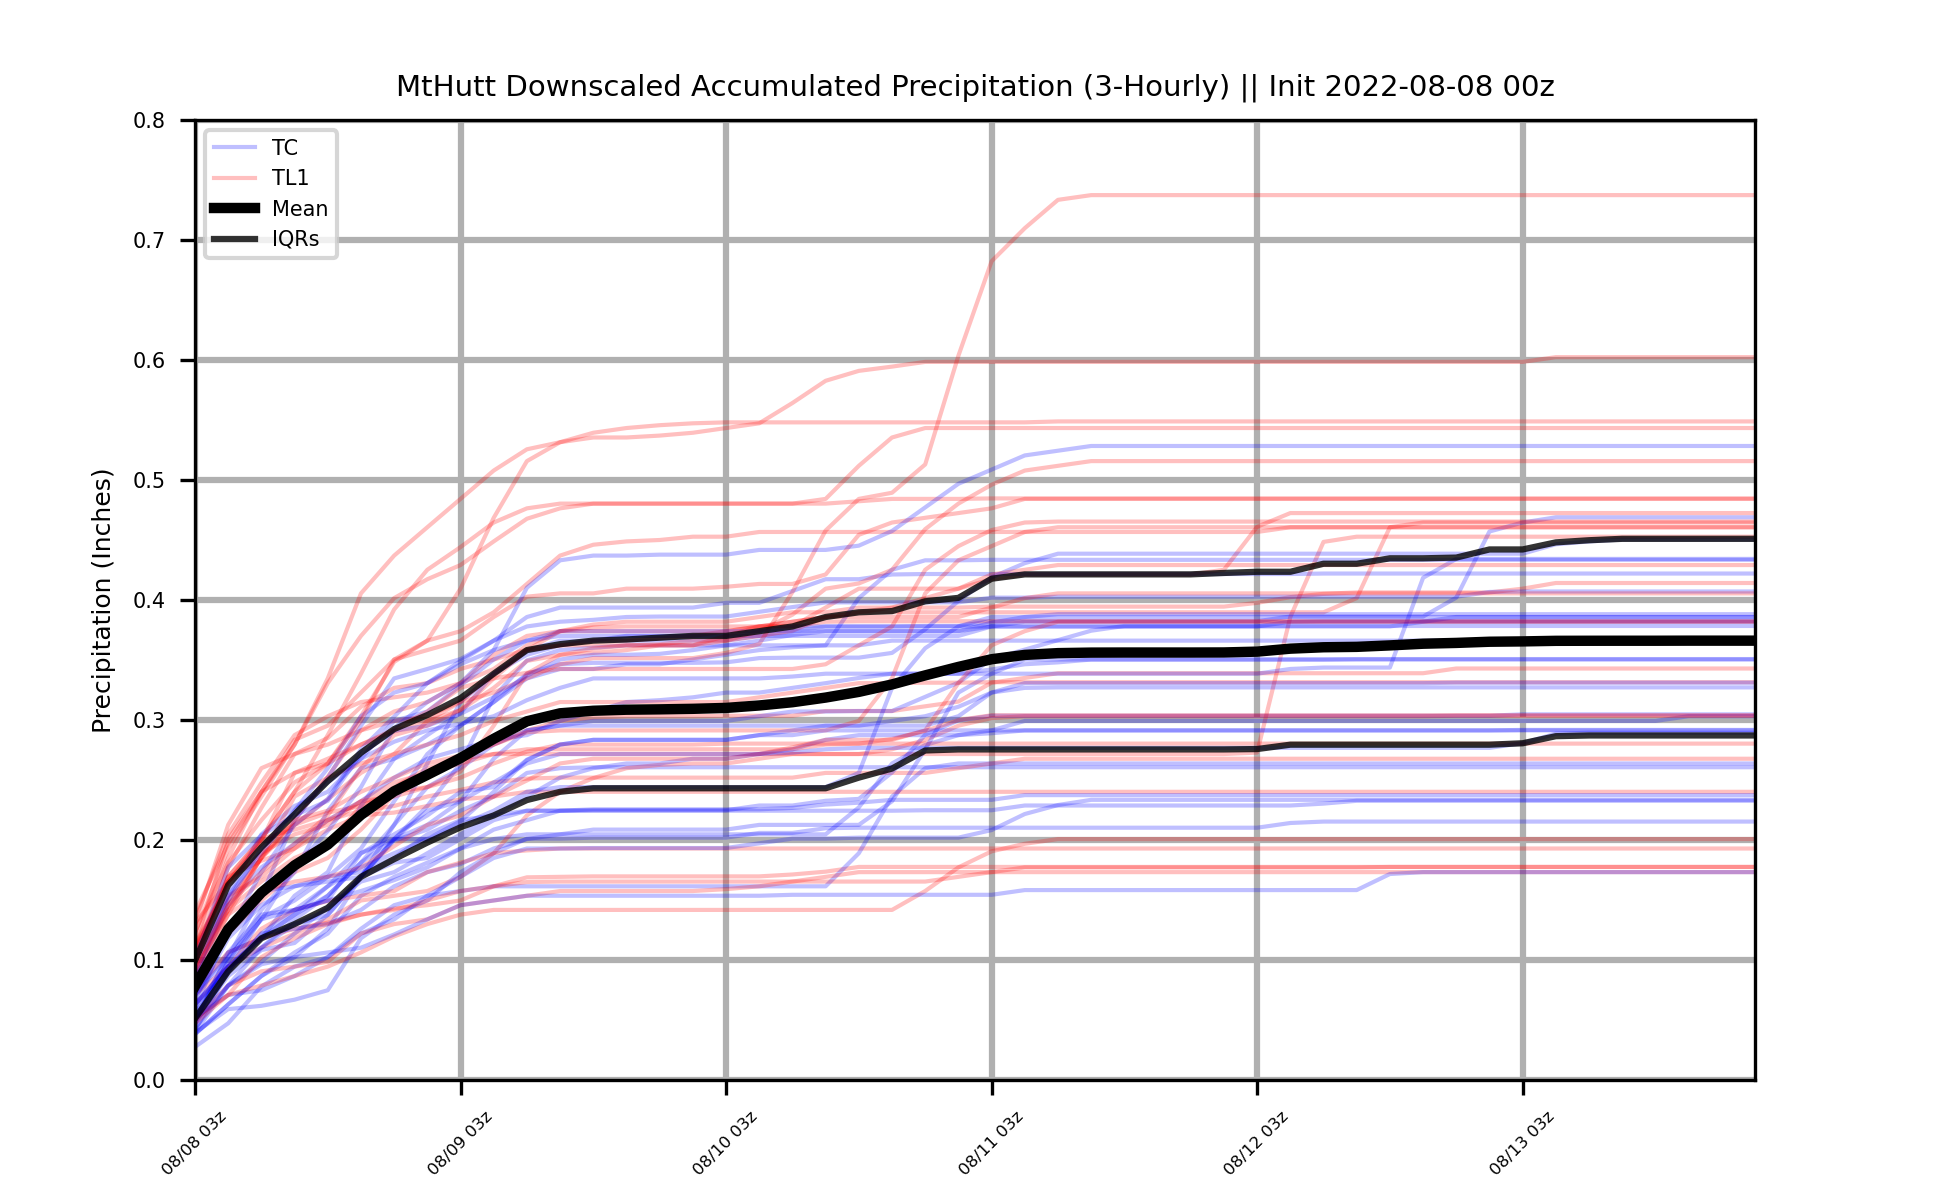 MtHutt Downscaled Accumulated Precipitation (3-Hourly) || Init 2022-08-08 00z
Precipitation (Inches)
0.8
0.7
0.6
0.5
0.4
0.3
0.2
0.1
0.0
TC
TL1
Mean
IQRs
08/08 03z
08/09 03z
08/10 03z
08/11 03z
08/12 03z
08/13 03z